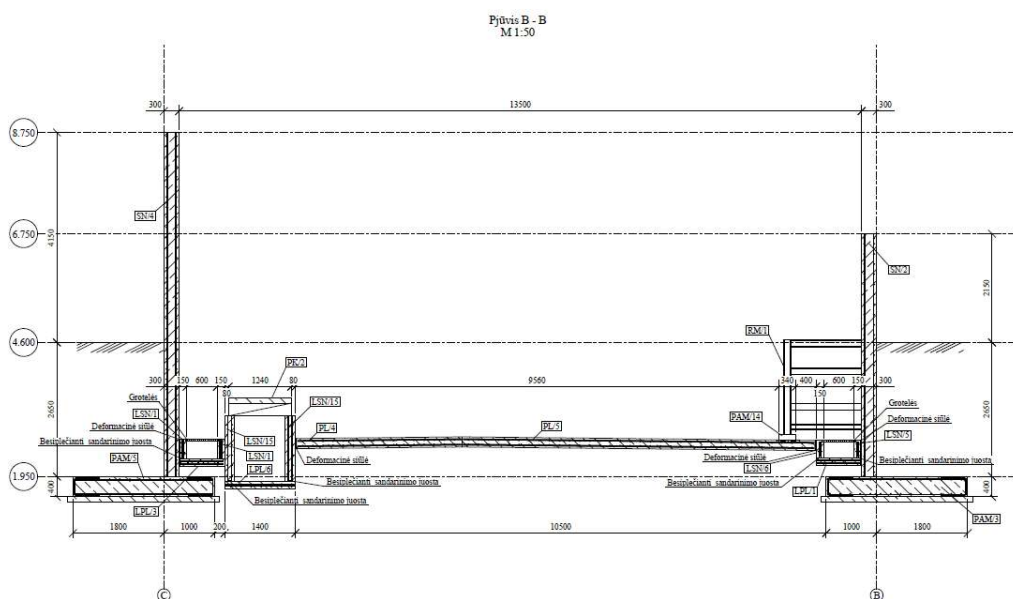 Pjūvis B - B
M 1:50
300
13500
300
8.750
SN/4
6.750
4150
SN/2
2150
4.600
RM/1
PK/2
300
150
600
150
80
1240
80
9560
340
400
150
600
150
300
2650
2650
Grotelės
LSN/1
Deformacinė siūlė
Besiplečianti sandarinimo juosta
PAM/5
LSN/15
LSN/15
LSN/1
LPL/6
PL/4
PL/5
Deformacinė siūlė
PAM/14
Grotelės
Deformacinė siūlė
LSN/5
Deformacinė siūlė
LSN/6
Besiplečianti sandarinimo juosta
Besiplečianti sandarinimo juosta
1.950
400
LPL/3
Besiplečianti sandarinimo juosta
Besiplečianti sandarinimo juosta
LPL/1
400
PAM/3
1800
1000
200
1400
10500
1000
1800
C
B